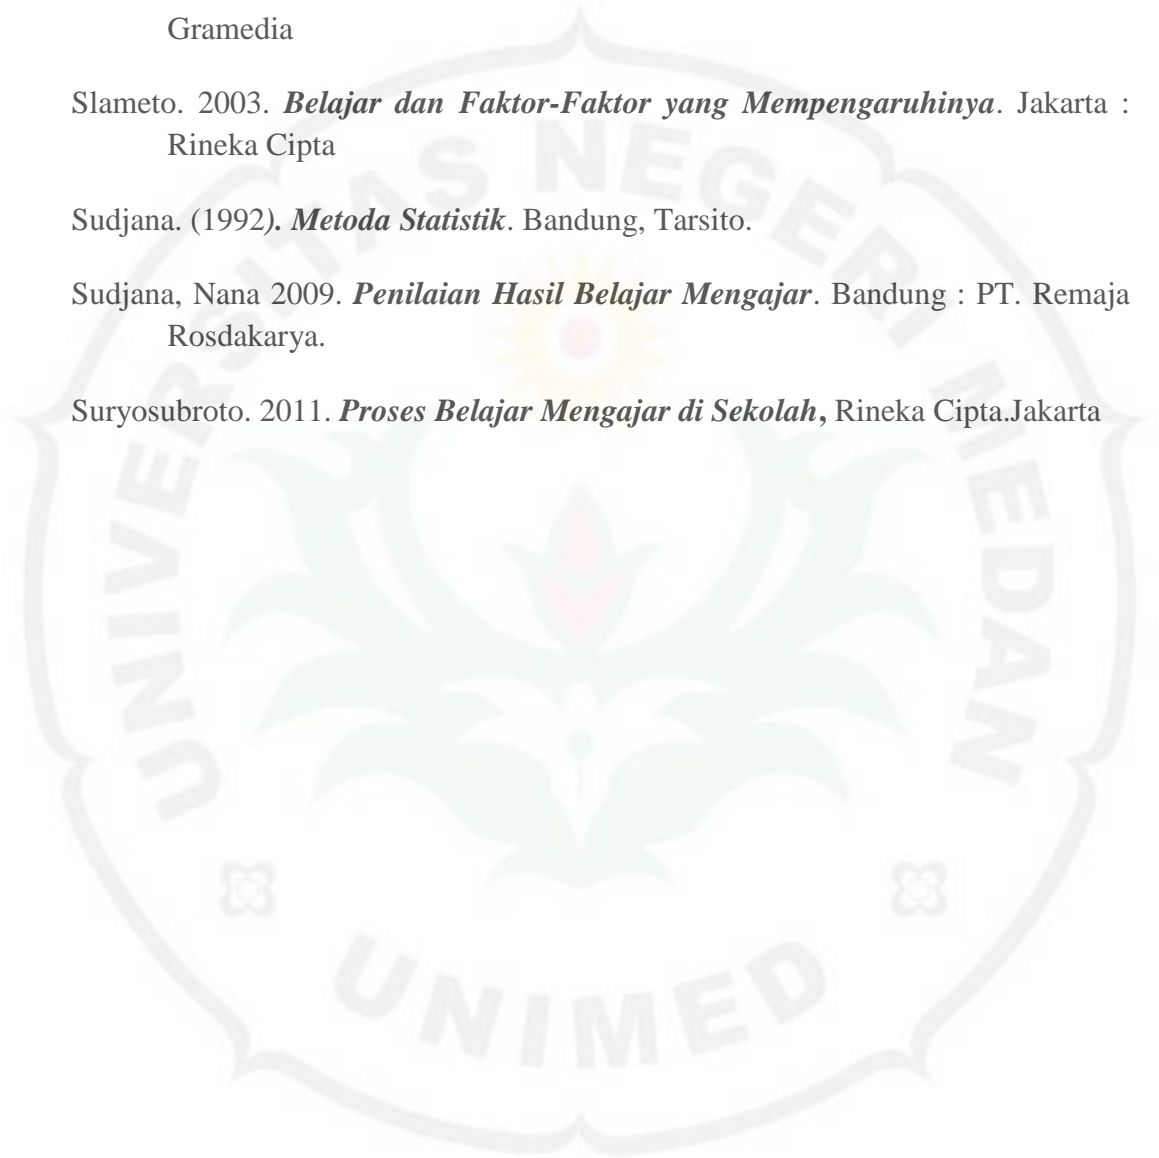 Gramedia
Slameto. 2003. Belajar dan Faktor-Faktor yang Mempengaruhinya. Jakarta :
Rineka Cipta
Sudjana. (1992). Metoda Statistik. Bandung, Tarsito.
Sudjana, Nana 2009. Penilaian Hasil Belajar Mengajar. Bandung : PT. Remaja
Rosdakarya.
Suryosubroto. 2011. Proses Belajar Mengajar di Sekolah, Rineka Cipta.Jakarta
UNIVERSITAS NEGERI MEDAN
UNIMED